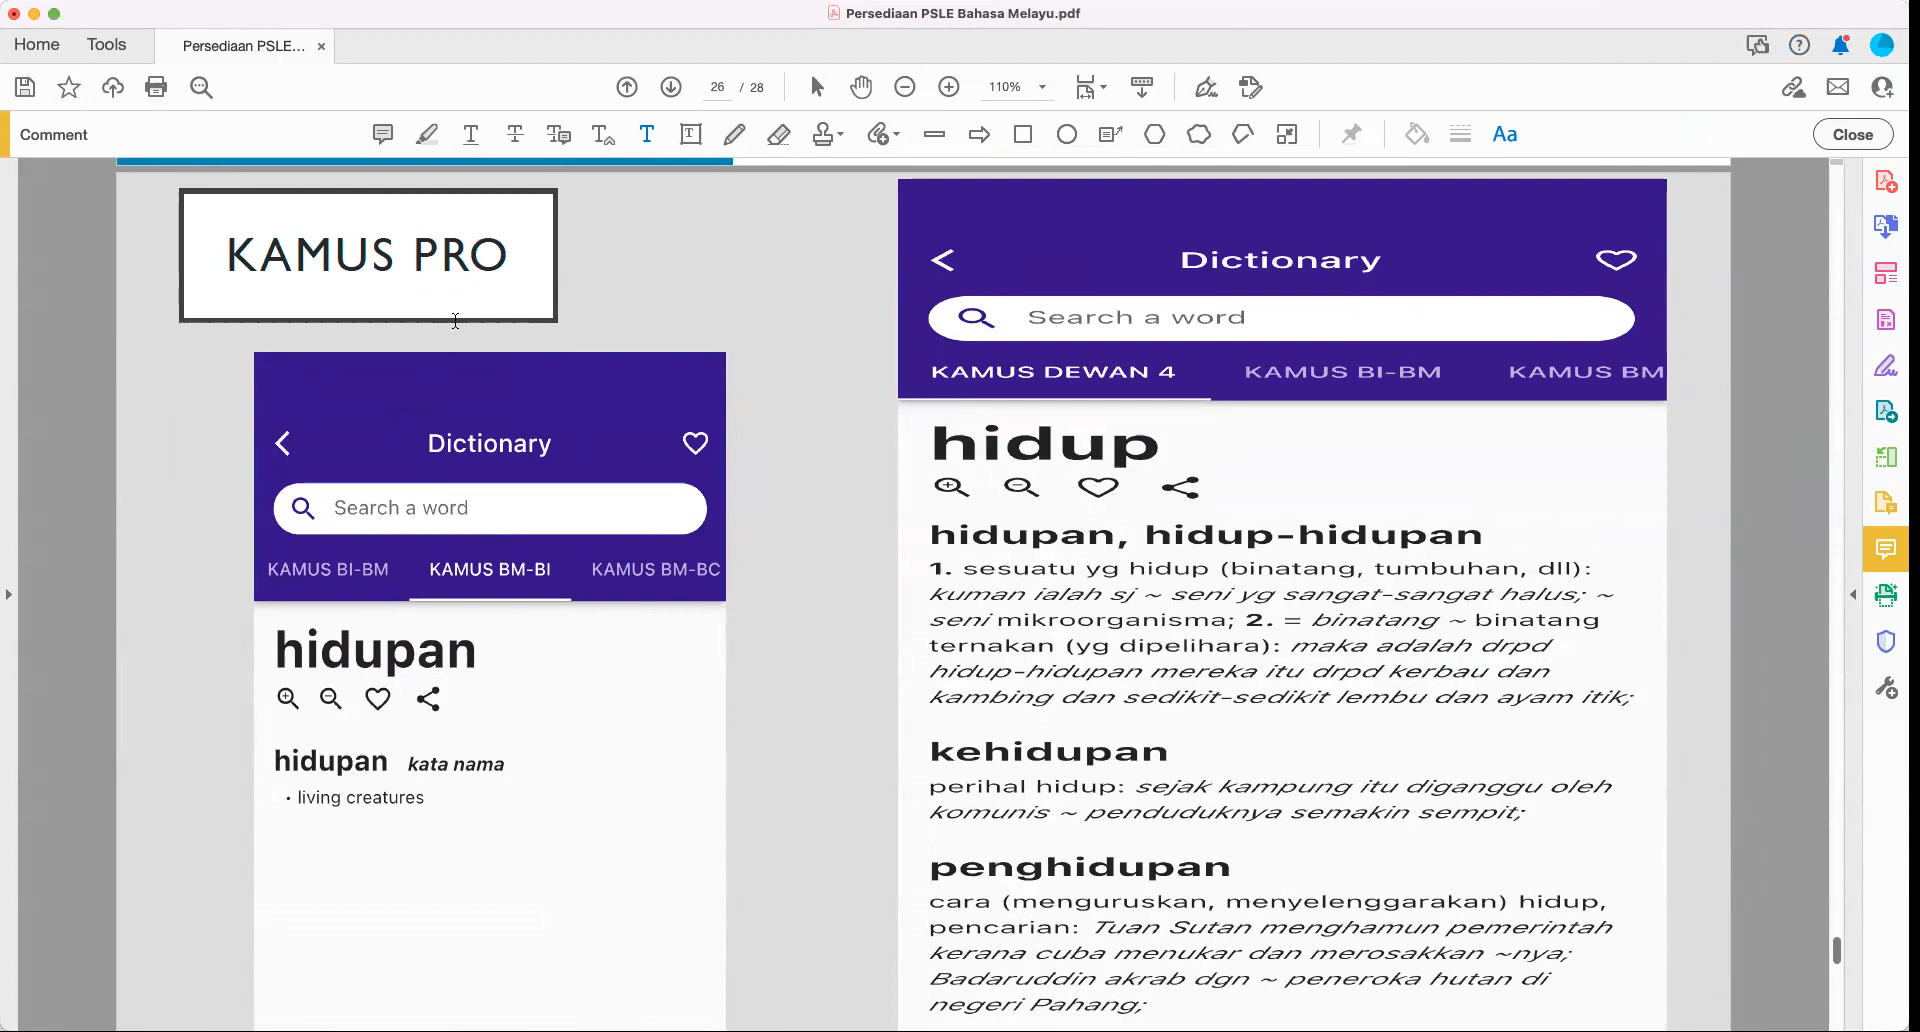 Persediaan PSLE Bahasa Melayu.pdf
Home
Tools
Persediaan PSLE...
26 / 28
110%
Comment
Aa
Close
KAMUS PRO
Dictionary
Search a word
KAMUS BI-BM
KAMUS BM-BI
KAMUS BM-BC
hidupan
hidupan kata nama
• living creatures
Dictionary
Search a word
KAMUS DEWAN 4
KAMUS BI-BM
KAMUS BM
hidup
hidupan, hidup-hidupan
1. sesuatu yg hidup (binatang, tumbuhan, dll):
kuman ialah sj ~ seni yg sangat-sangat halus; ~
seni mikroorganisma; 2. = binatang ~ binatang
ternakan (yg dipelihara): maka adalah drpd
hidup-hidupan mereka itu drpd kerbau dan
kambing dan sedikit-sedikit lembu dan ayam itik;
kehidupan
perihal hidup: sejak kampung itu diganggu oleh
komunis ~ penduduknya semakin sempit;
penghidupan
cara (menguruskan, menyelenggarakan) hidup,
pencarian: Tuan Sutan menghamun pemerintah
kerana cuba menukar dan merosakkan ~nya;
Badaruddin akrab dgn ~ peneroka hutan di
negeri Pahang;